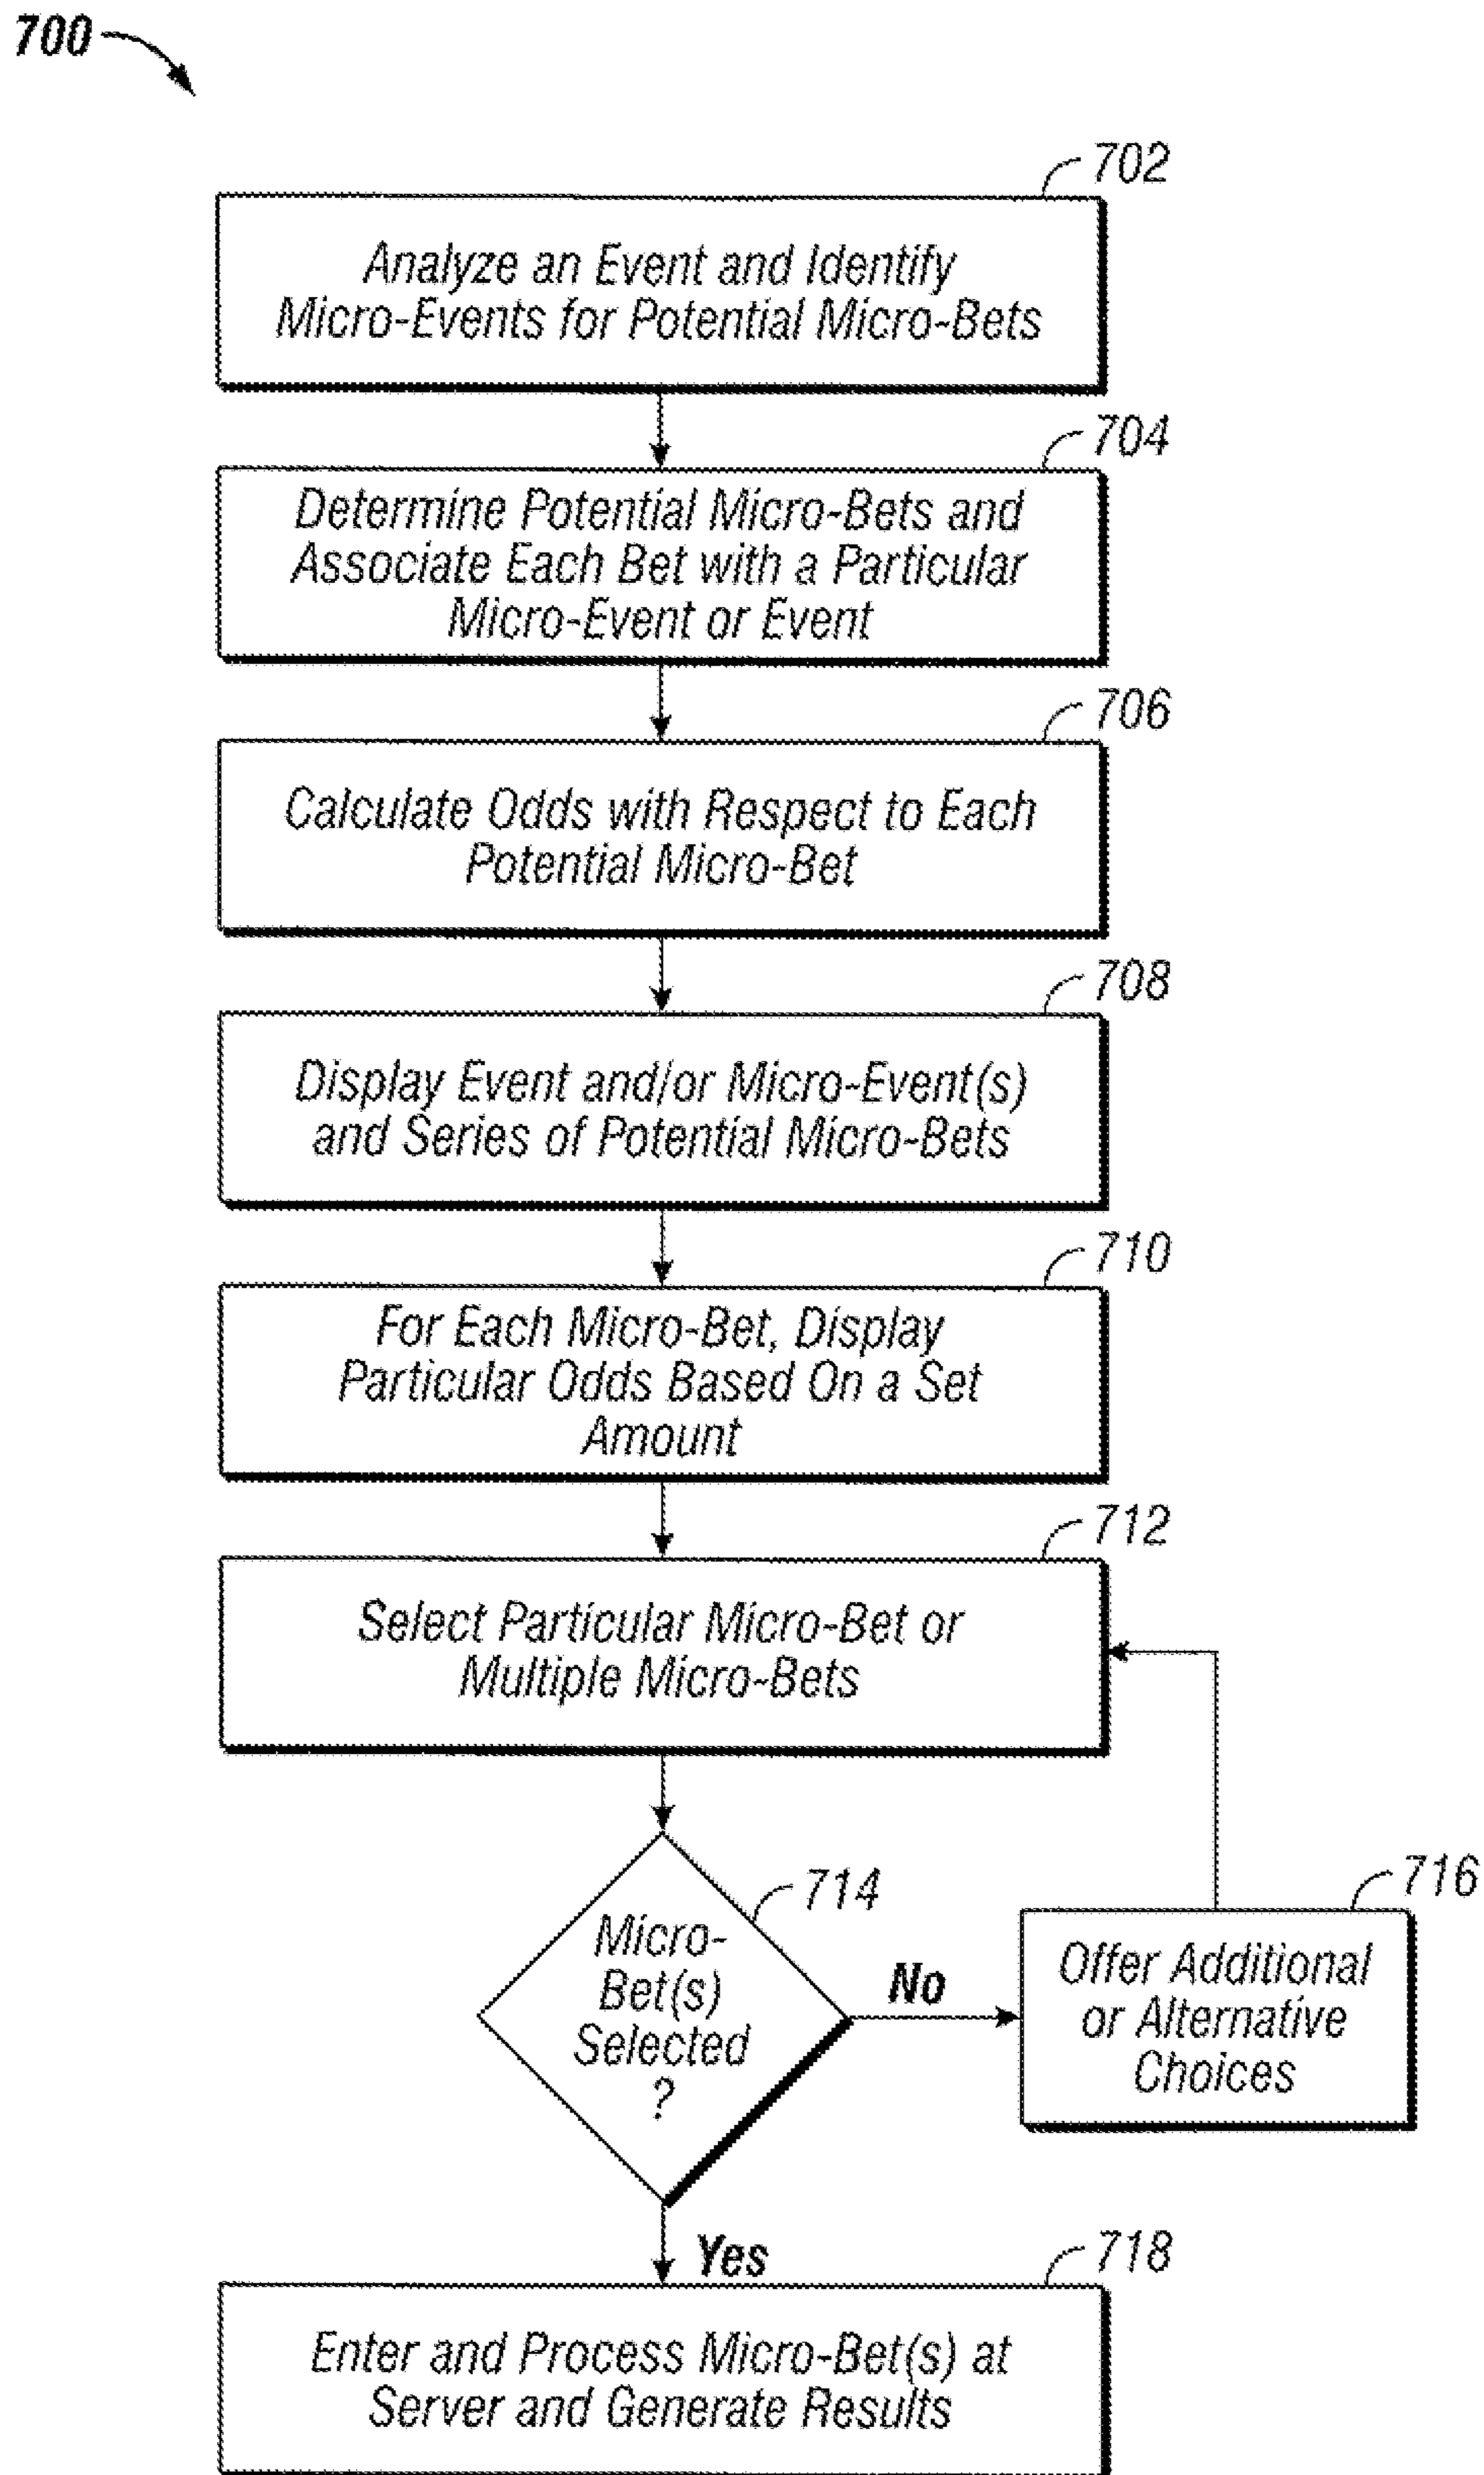 700
702
Analyze an Event and Identify
Micro-Events for Potential Micro-Bets
704
Determine Potential Micro-Bets and
Associate Each Bet with a Particular
Micro-Event or Event
706
Calculate Odds with Respect to Each
Potential Micro-Bet
708
Display Event and/or Micro-Event(s)
and Series of Potential Micro-Bets
710
For Each Micro-Bet, Display
Particular Odds Based On a Set
Amount
712
Select Particular Micro-Bet or
Multiple Micro-Bets
714
Micro-
Bet(s)
Selected
?
No
716
Offer Additional
or Alternative
Choices
Yes
718
Enter and Process Micro-Bet(s) at
Server and Generate Results